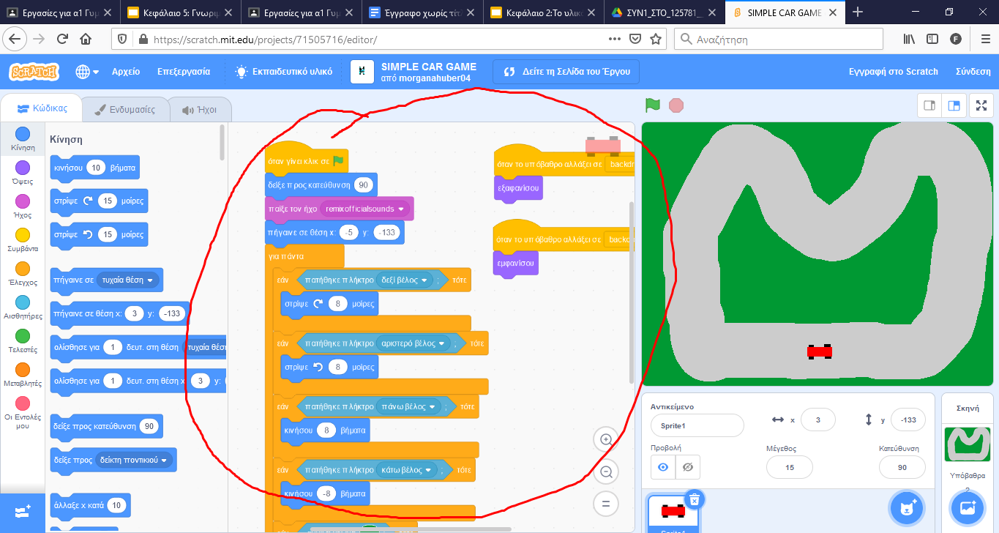 Εργασίες για α1 Γυμ
Κεφάλαιο 5: Γνωριμ
Εργασίες για α1 Γυμ
Έγγραφο χωρίς τίτλ
Κεφάλαιο 2:Το υλικό
ΣΥΝ1_ΣΤΟ_125781_
SIMPLE CAR GAME
https://scratch.mit.edu/projects/71505716/editor/
Αναζήτηση
F
SCRATCH
Αρχείο
Επεξεργασία
Εκπαιδευτικό υλικό
SIMPLE CAR GAME
από morganahuber04
Δείτε τη Σελίδα του Έργου
Εγγραφή στο Scratch
Σύνδεση
Κώδικας
Ενδυμασίες
Ήχοι
Κίνηση
Όψεις
Ήχος
Συμβάντα
Έλεγχος
Αισθητήρες
Τελεστές
Μεταβλητές
Οι Εντολές μου
Κίνηση
κινήσου 10 βήματα
στρίψε 15 μοίρες
στρίψε 15 μοίρες
πήγαινε σε τυχαία θέση
πήγαινε σε θέση x: 3 y: -133
ολίσθησε για 1 δευτ. στη θέση τυχαία θέση
ολίσθησε για 1 δευτ. στη θέση x 3 y:
δείξε προς κατεύθυνση 90
δείξε προς δείκτη ποντικιού
άλλαξε x κατά 10
όταν γίνει κλικ σε
δείξε προς κατεύθυνση 90
παίξε τον ήχο remixofficialsounds
πήγαινε σε θέση x: -5 y: -133
για πάντα
εάν πατήθηκε πλήκτρο δεξί βέλος ; τότε
στρίψε 8 μοίρες
εάν πατήθηκε πλήκτρο αριστερό βέλος ; τότε
στρίψε 8 μοίρες
εάν πατήθηκε πλήκτρο πάνω βέλος ; τότε
κινήσου 8 βήματα
εάν πατήθηκε πλήκτρο κάτω βέλος ; τότε
κινήσου -8 βήματα
εάν
όταν το υπόβαθρο αλλάξει σε backdr
εξαφανίσου
όταν το υπόβαθρο αλλάξει σε backd
εμφανίσου
Αντικείμενο
Sprite1
x 3
y -133
Προβολή
Μέγεθος
15
Κατεύθυνση
90
Sprite1
Σκηνή
Υπόβαθρα
2